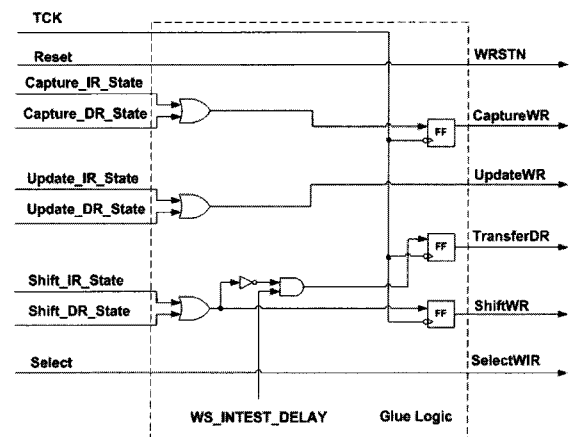 TCK
Reset
WRSTN
Capture_IR_State
Capture_DR_State
FF
CaptureWR
Update_IR_State
UpdateWR
Update_DR_State
FF
TransferDR
Shift_IR_State
Shift_DR_State
FF
ShiftWR
Select
SelectWIR
WS_INTEST_DELAY
Glue Logic